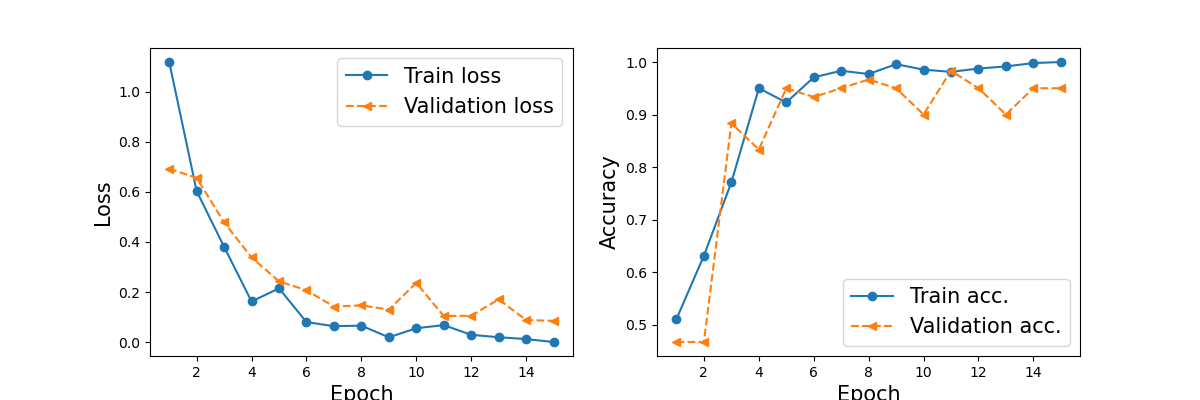 Train loss
Validation loss
1.0
0.8
0.6
0.4
0.2
0.0
2 4 6 8 10 12 14
Loss
Epoch
Train acc.
Validation acc.
1.0
0.9
0.8
0.7
0.6
0.5
2 4 6 8 10 12 14
Accuracy
Epoch